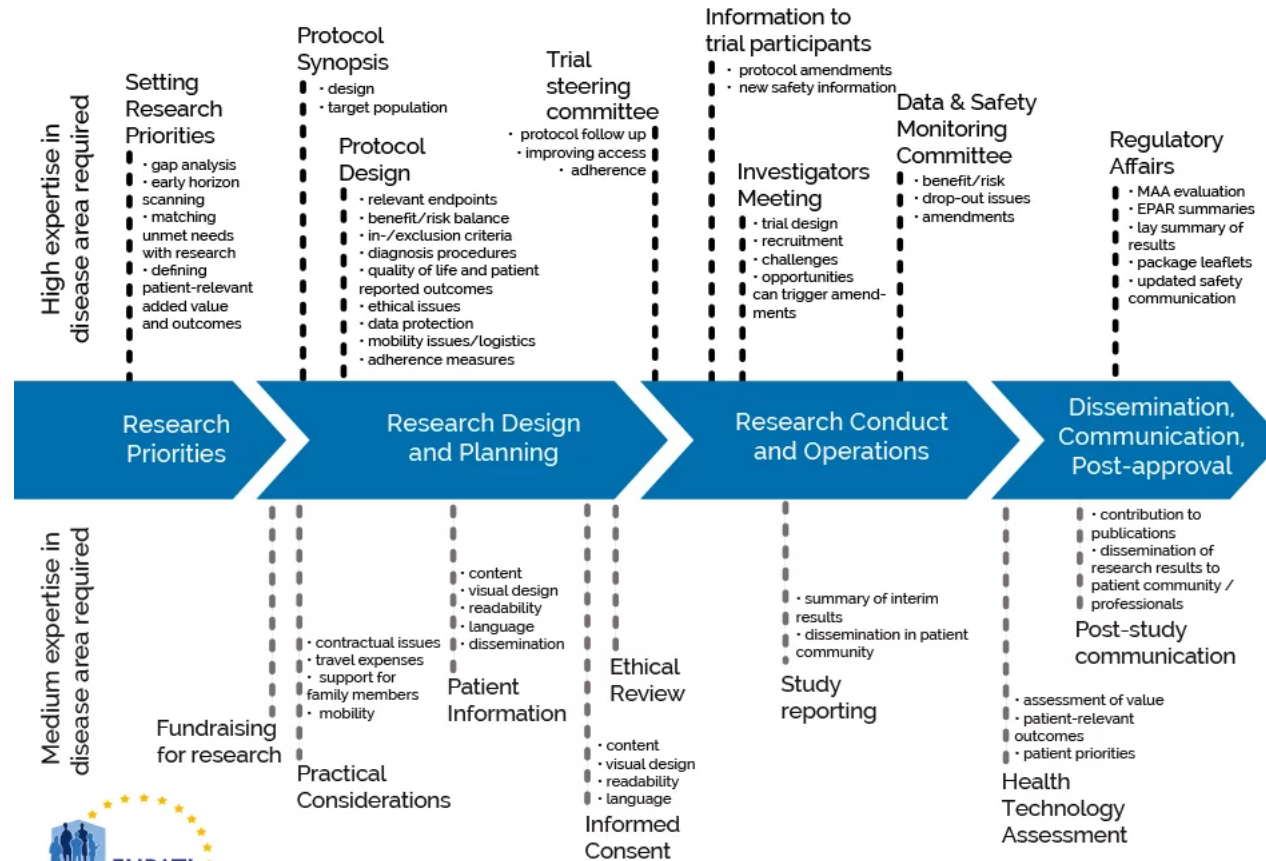 High expertise in
disease area required
Setting
Research
Priorities
• gap analysis
• early horizon
scanning
• matching
unmet needs
with research
• defining
patient-relevant
added value
and outcomes
Protocol
Synopsis
• design
• target population
Protocol
Design
• relevant endpoints
• benefit/risk balance
• in-/exclusion criteria
• diagnosis procedures
• quality of life and patient
reported outcomes
• ethical issues
• data protection
• mobility issues/logistics
• adherence measures
Trial
steering
committee
• protocol follow up
• improving access
• adherence
Information to
trial participants
• protocol amendments
• new safety information
Investigators
Meeting
• trial design
• recruitment
• challenges
• opportunities
can trigger amend-
ments
Data & Safety
Monitoring
Committee
• benefit/risk
• drop-out issues
• amendments
Regulatory
Affairs
• MAA evaluation
• EPAR summaries
• lay summary of
results
• package leaflets
• updated safety
communication
Research
Priorities
Research Design
and Planning
Research Conduct
and Operations
Dissemination,
Communication,
Post-approval
Medium expertise in
disease area required
Fundraising
for research
• contractual issues
• travel expenses
• support for
family members
• mobility
Practical
Considerations
• content
• visual design
• readability
• language
• dissemination
Patient
Information
Ethical
Review
• content
• visual design
• readability
• language
Informed
Consent
• summary of interim
results
• dissemination in patient
community
Study
reporting
• contribution to
publications
• dissemination of
research results to
patient community /
professionals
Post-study
communication
• assessment of value
• patient-relevant
outcomes
• patient priorities
Health
Technology
Assessment